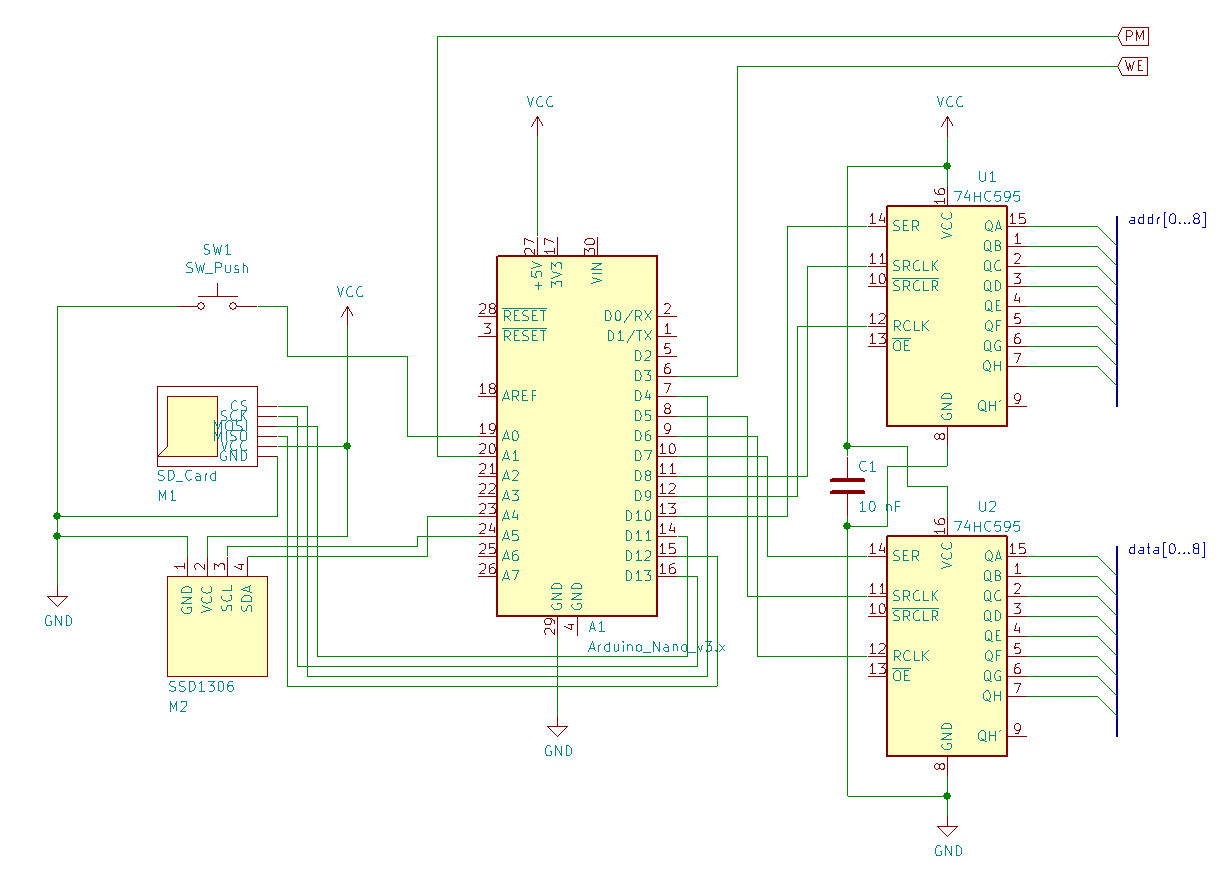 PM
WE
VCC
VCC
U1
74HC595
16
VCC
14 SER
11 SRCLK
10 SRCLR
12 RCLK
13 OE
QA 15
QB 1
QC 2
QD 3
QE 4
QF 5
QG 6
QH 7
QH' 9
GND
8
addr[0...8]
SW1
SW_Push
VCC
27 17 30
+5V 3V3 VIN
28 RESET
3 RESET
18 AREF
19 A0
20 A1
21 A2
22 A3
23 A4
24 A5
25 A6
26 A7
D0/RX 2
D1/TX 1
D2 5
D3 6
D4 7
D5 8
D6 9
D7 10
D8 11
D9 12
D10 13
D11 14
D12 15
D13 16
GND GND
29 4
A1
Arduino_Nano_v3.x
GND
CS
SCK
MOSI
MISO
VCC
GND
SD_Card
M1
C1
10 nF
1 2 3 4
GND VCC SCL SDA
SSD1306
M2
GND
U2
74HC595
16
VCC
14 SER
11 SRCLK
10 SRCLR
12 RCLK
13 OE
QA 15
QB 1
QC 2
QD 3
QE 4
QF 5
QG 6
QH 7
QH' 9
GND
8
data[0...8]
GND